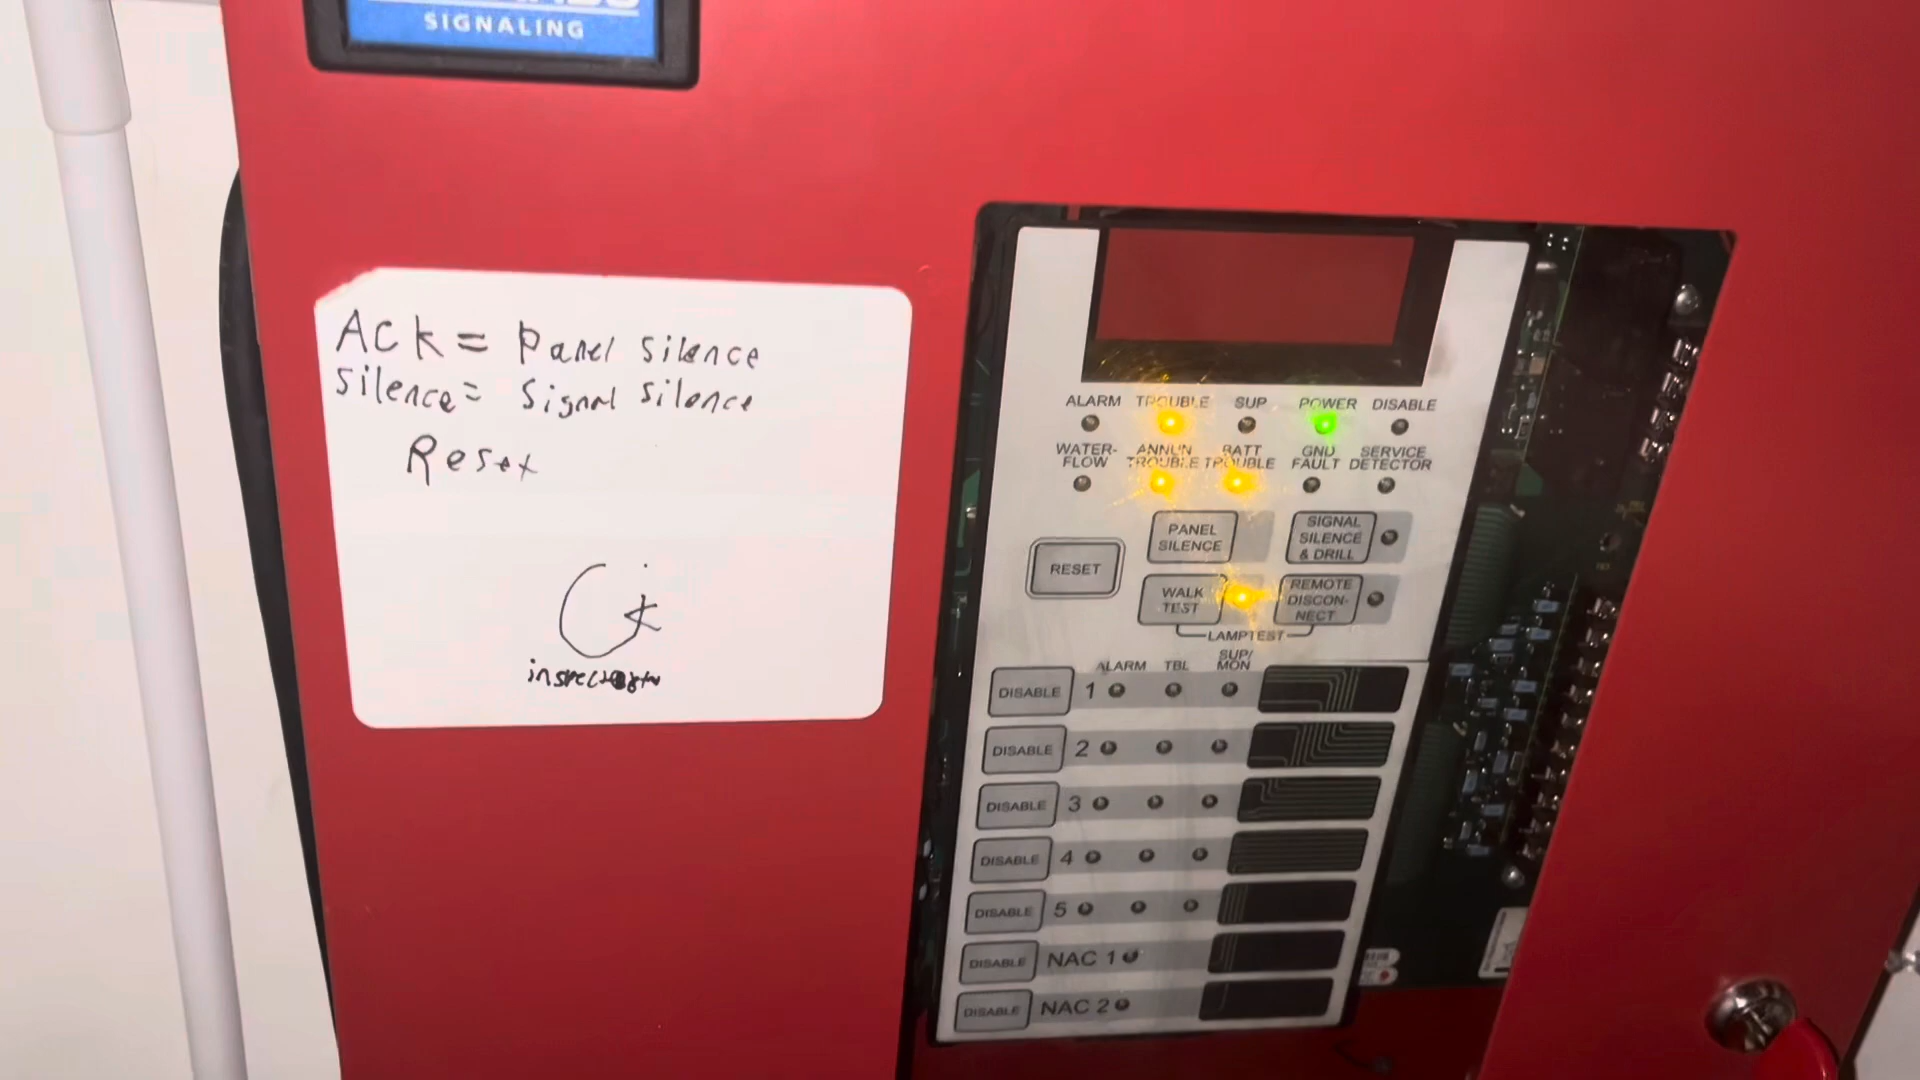 SIGNALING
ACK = Panel silence
silence = Signal silence
Reset
ALARM TROUBLE SUP POWER DISABLE
WATER-FLOW ANNUN TROUBLE BATT TROUBLE GND FAULT SERVICE DETECTOR
PANEL SILENCE
SIGNAL SILENCE & DRILL
RESET
WALK TEST
REMOTE DISCON-NECT
LAMPTEST
ALARM TBL SUP/MON
DISABLE 1
DISABLE 2
DISABLE 3
DISABLE 4
DISABLE 5
DISABLE NAC 1
DISABLE NAC 2